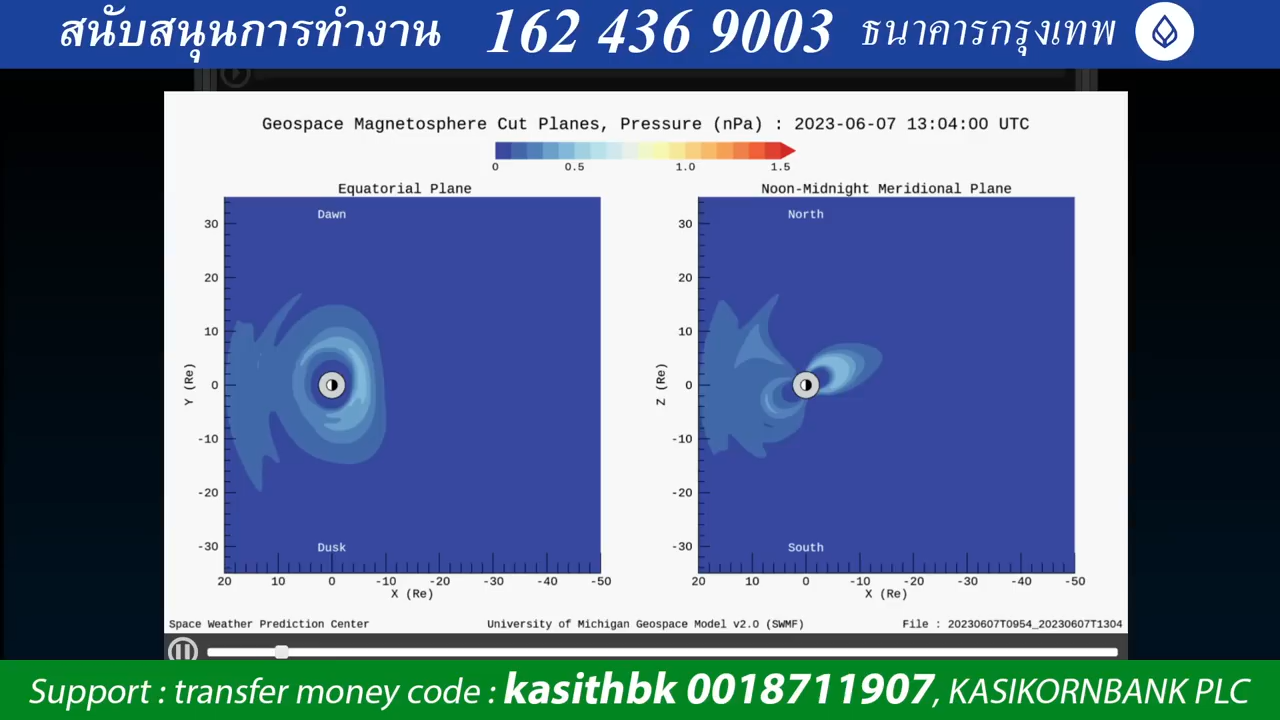 สนับสนุนการทำงาน 162 436 9003 ธนาคารกรุงเทพ
Geospace Magnetosphere Cut Planes, Pressure (nPa) : 2023-06-07 13:04:00 UTC
0 0.5 1.0 1.5
Equatorial Plane
Dawn
30
20
10
0
-10
-20
-30
Y (Re)
Dusk
20 10 0 -10 -20 -30 -40 -50
X (Re)
Noon-Midnight Meridional Plane
North
30
20
10
0
-10
-20
-30
Z (Re)
South
20 10 0 -10 -20 -30 -40 -50
X (Re)
Space Weather Prediction Center University of Michigan Geospace Model v2.0 (SWMF) File : 20230607T0954_20230607T1304
Support : transfer money code : kasithbk 0018711907, KASIKORNBANK PLC